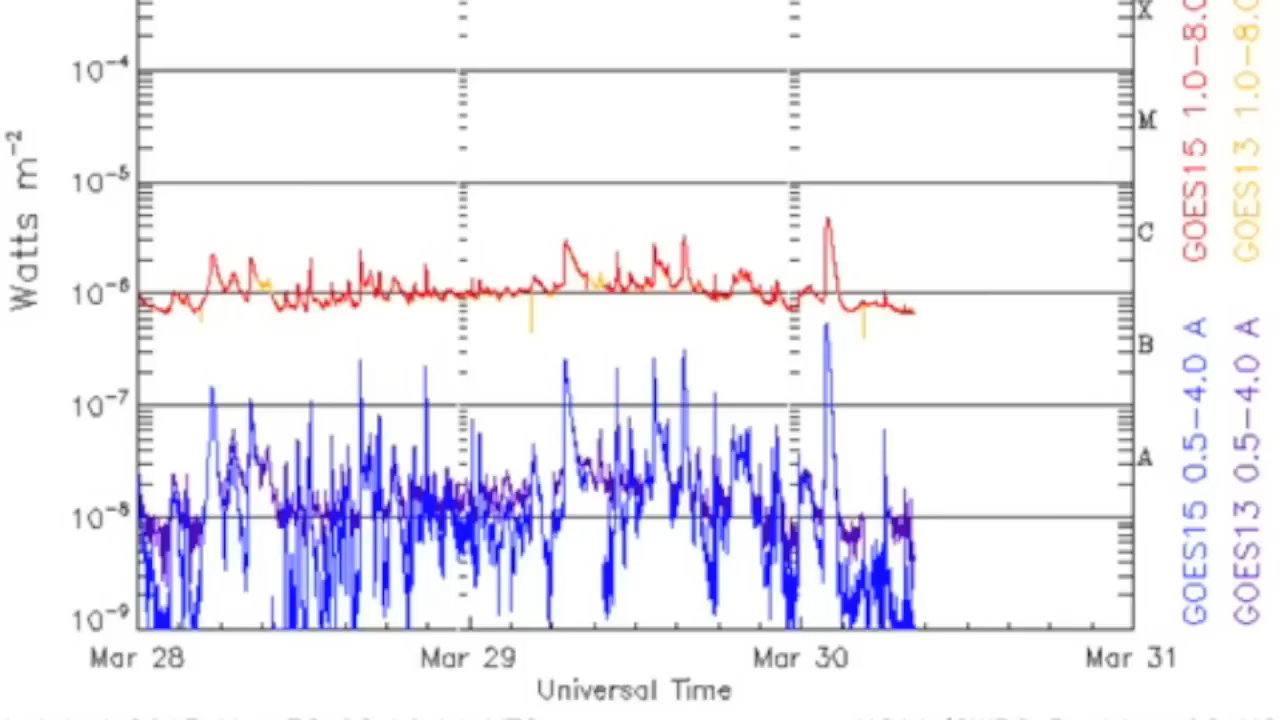 X
10⁻⁴
M
10⁻⁵
C
10⁻⁶
B
10⁻⁷
A
10⁻⁸
10⁻⁹
Watts m⁻²
Mar 28 Mar 29 Mar 30 Mar 31
Universal Time
GOES15 1.0-8.0
GOES13 1.0-8.0
GOES15 0.5-4.0 A
GOES13 0.5-4.0 A